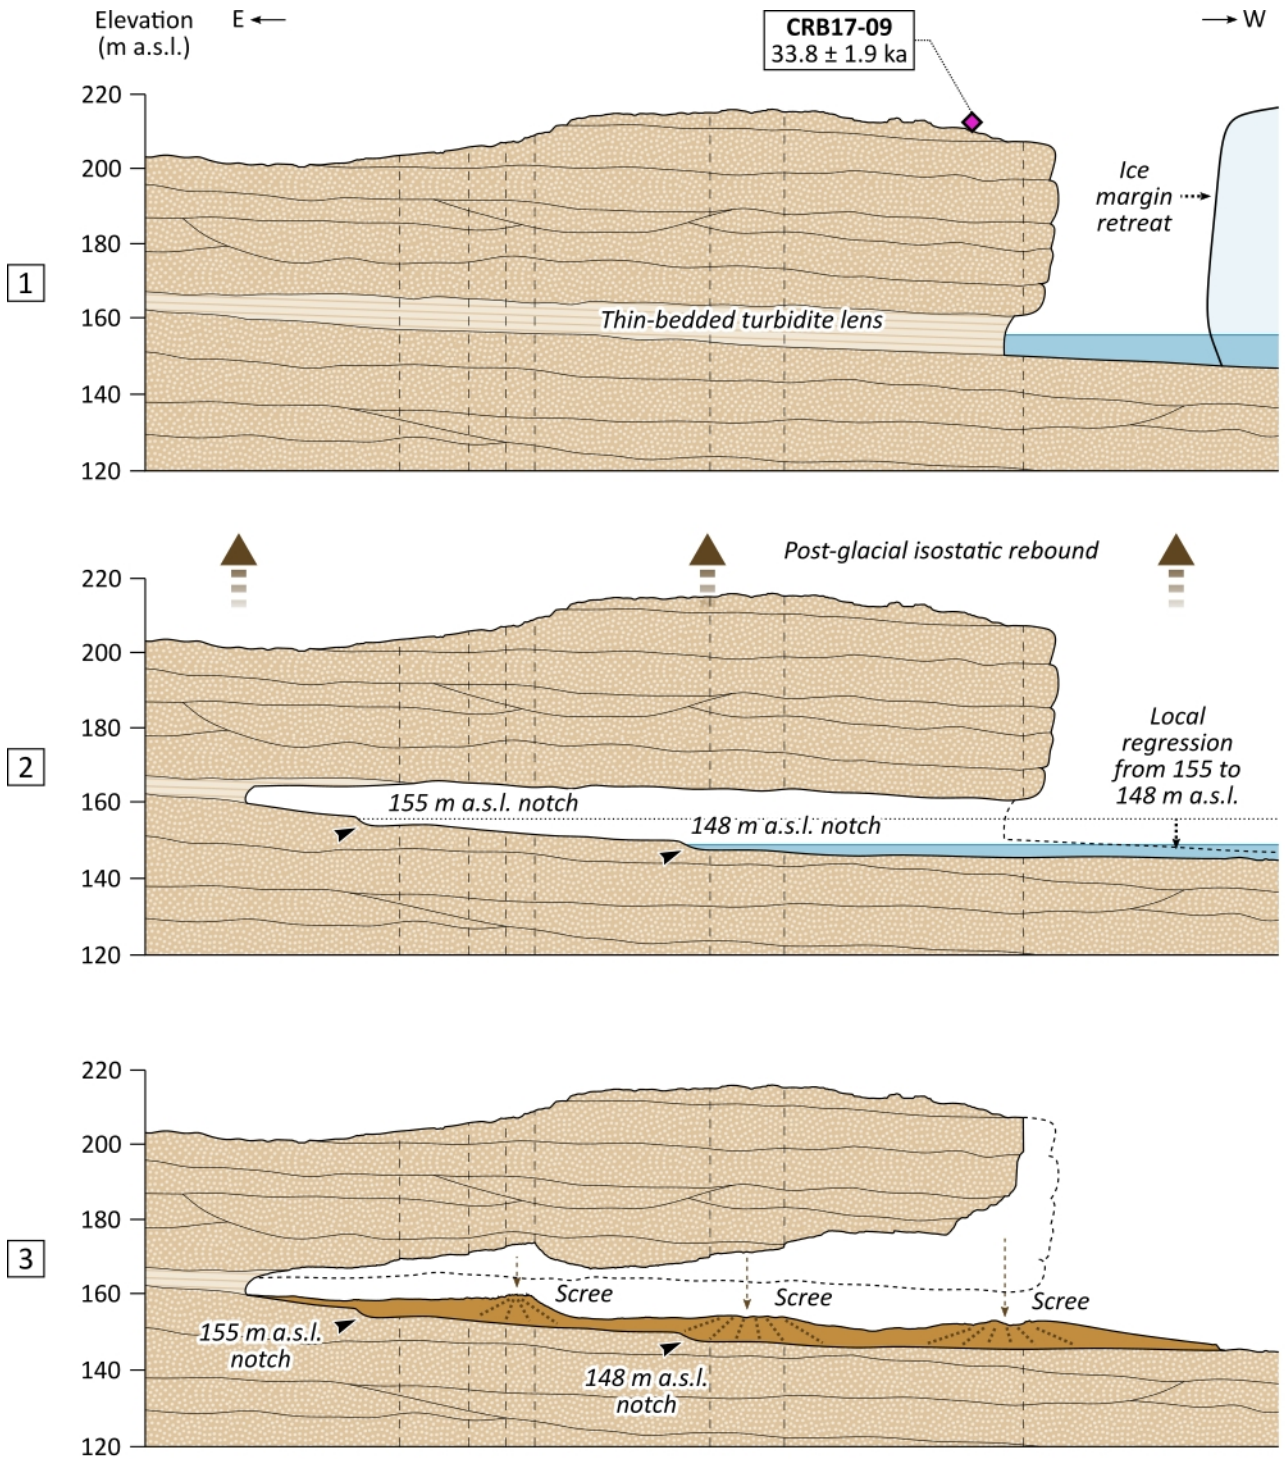 Elevation
(m a.s.l.)
E
CRB17-09
33.8 ± 1.9 ka
W
220
200
180
160
140
120
1
Ice
margin
retreat
Thin-bedded turbidite lens
Post-glacial isostatic rebound
220
200
180
160
140
120
2
Local
regression
from 155 to
148 m a.s.l.
155 m a.s.l. notch
148 m a.s.l. notch
220
200
180
160
140
120
3
Scree
Scree
Scree
155 m a.s.l.
notch
148 m a.s.l.
notch